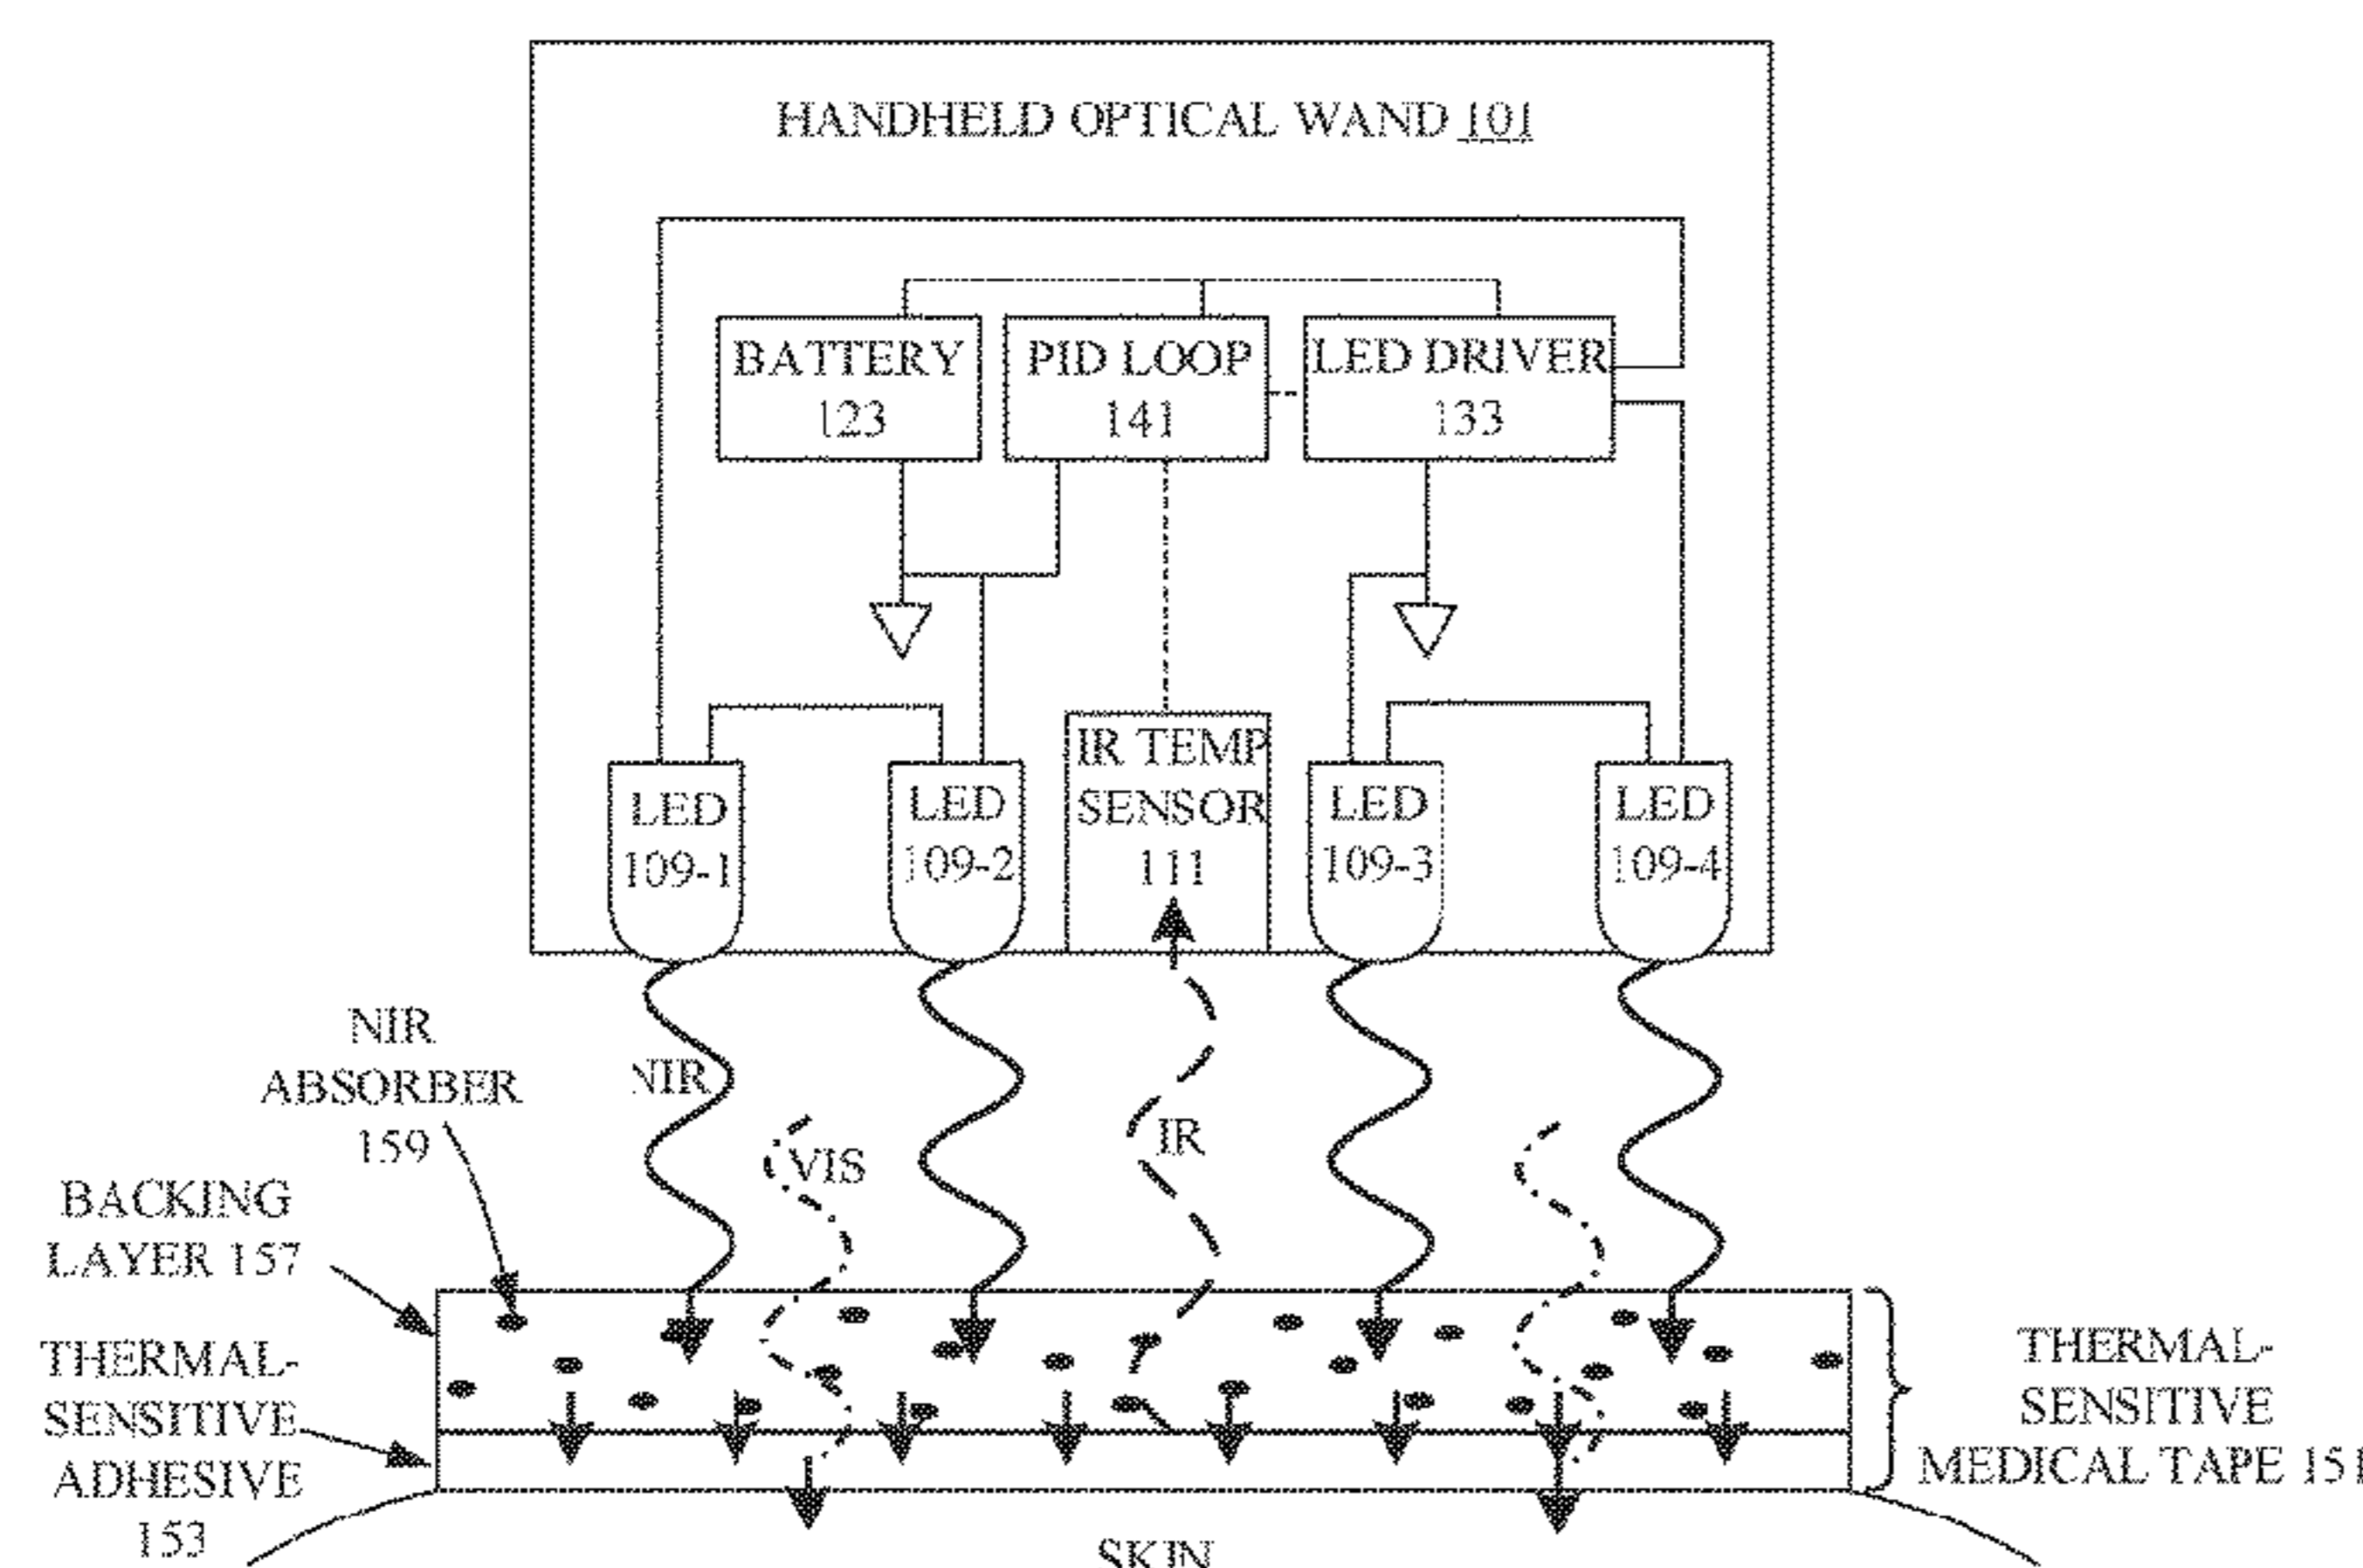 HANDHELD OPTICAL WAND 101
BATTERY
123
PID LOOP
141
LED DRIVER
133
LED
109-1
LED
109-2
IR TEMP
SENSOR
111
LED
109-3
LED
109-4
NIR
ABSORBER
159
NIR
VIS
IR
BACKING
LAYER 157
THERMAL-
SENSITIVE
ADHESIVE
153
THERMAL-
SENSITIVE
MEDICAL TAPE 151
SKIN